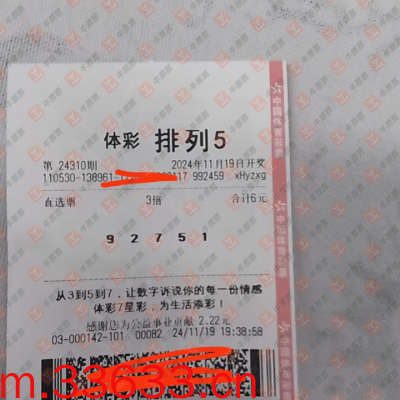 体彩 排列5
第 24310期 2024年11月19日开奖
110530-138961- 117 992459 xHyzxg
直选票 3倍 合计6元
9 2 7 5 1
从3到5到7，让数字诉说你的每一份情感
体彩7星彩，为生活添彩！
感谢您为公益事业贡献 2.22元
03-000142-101 00082 24/11/19 19:38:58
m.33635.cn